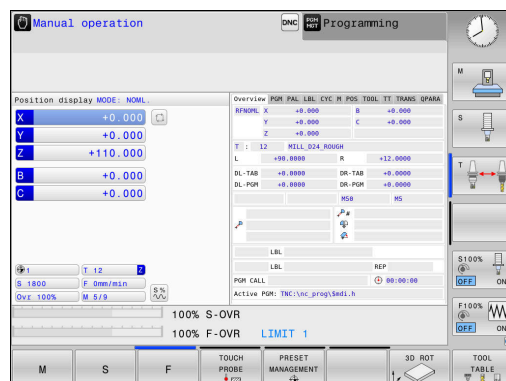 Manual operation
DNC
PGM MGT
Programming
Position display MODE: NOML.
X +0.000
Y +0.000
Z +110.000
B +0.000
C +0.000
1 T 12 Z
S 1800 F 0mm/min
Ovr 100% M 5/9
S %
Overview PGM PAL LBL CYC M POS TOOL TT TRANS QPARA
RFNOML X +0.000 B +0.000
Y +0.000 C +0.000
Z +0.000
T : 12 MILL_D24_ROUGH
L +90.0000 R +12.0000
DL-TAB +0.0000 DR-TAB +0.0000
DL-PGM +0.0000 DR-PGM +0.0000
M50 M5
P P#
LBL
LBL REP
PGM CALL 00:00:00
Active PGM: TNC:\nc_prog\$mdi.h
100% S-OVR
100% F-OVR LIMIT 1
M
S
F
TOUCH PROBE
PRESET MANAGEMENT
3D ROT
TOOL TABLE
M
S
T
S100%
OFF ON
F100%
OFF ON